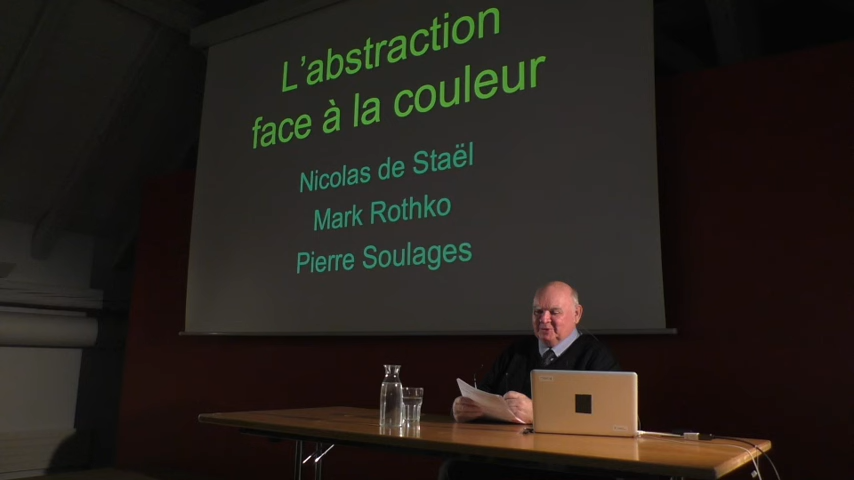 L'abstraction
face à la couleur
Nicolas de Staël
Mark Rothko
Pierre Soulages